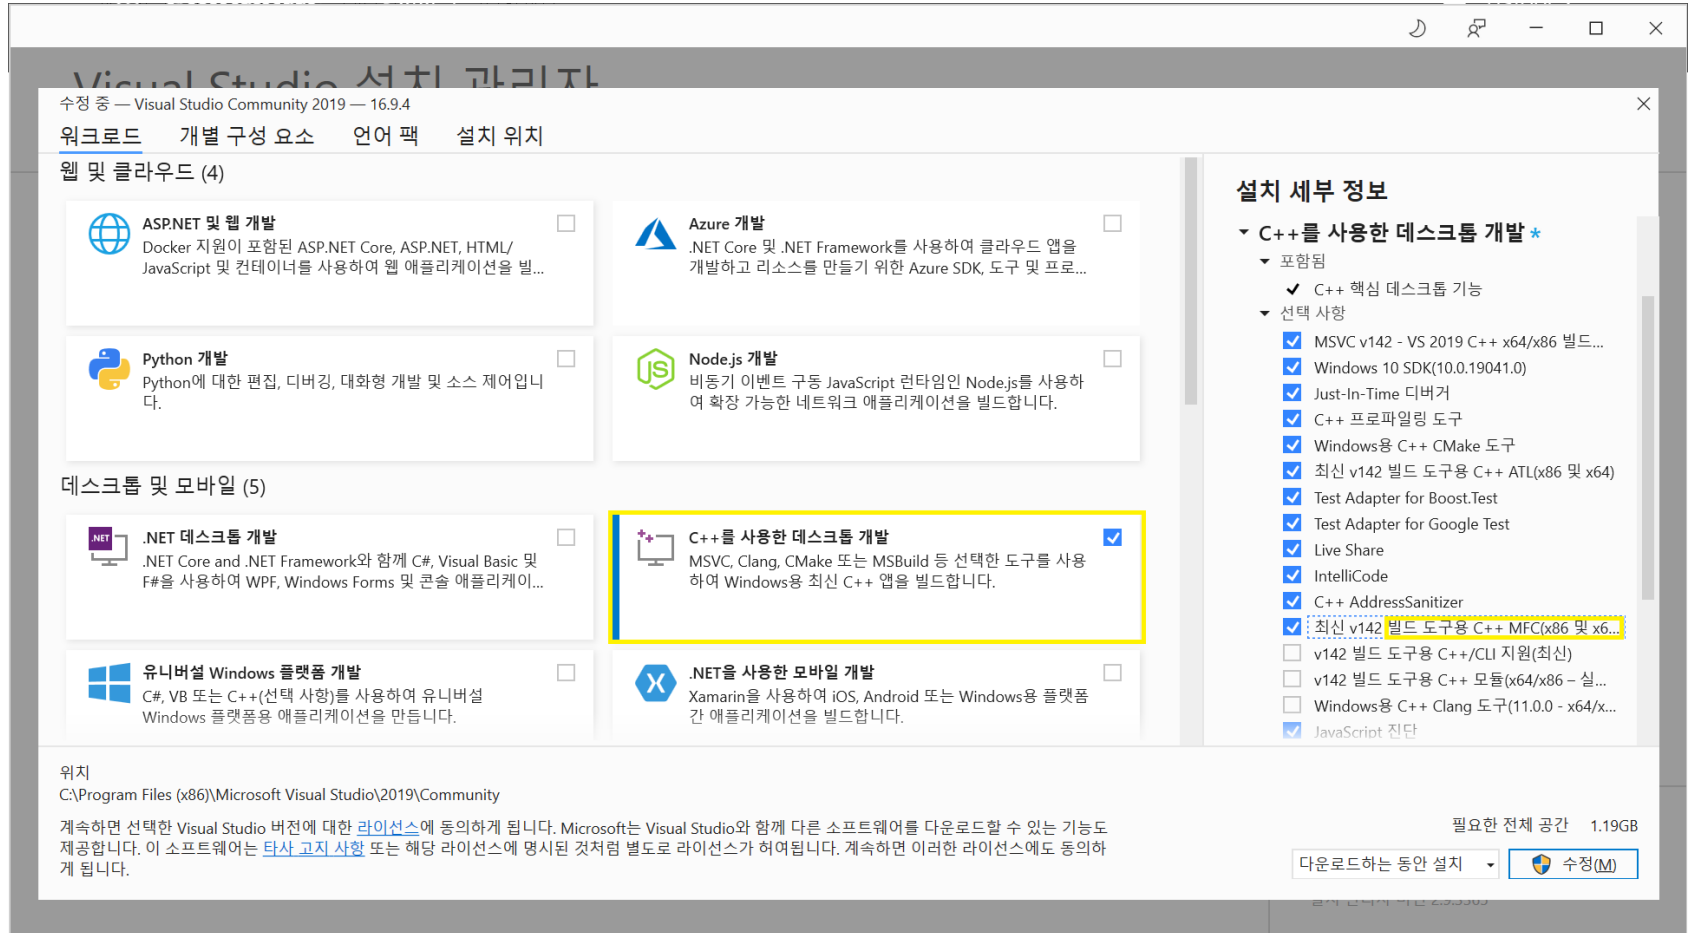 Visual Studio 설치 관리자
수정 중 — Visual Studio Community 2019 — 16.9.4
워크로드
개별 구성 요소
언어 팩
설치 위치
웹 및 클라우드 (4)
ASP.NET 및 웹 개발
Docker 지원이 포함된 ASP.NET Core, ASP.NET, HTML/
JavaScript 및 컨테이너를 사용하여 웹 애플리케이션을 빌...
Azure 개발
.NET Core 및 .NET Framework를 사용하여 클라우드 앱을
개발하고 리소스를 만들기 위한 Azure SDK, 도구 및 프로...
Python 개발
Python에 대한 편집, 디버깅, 대화형 개발 및 소스 제어입니
다.
Node.js 개발
비동기 이벤트 구동 JavaScript 런타임인 Node.js를 사용하
여 확장 가능한 네트워크 애플리케이션을 빌드합니다.
데스크톱 및 모바일 (5)
.NET
.NET 데스크톱 개발
.NET Core and .NET Framework와 함께 C#, Visual Basic 및
F#을 사용하여 WPF, Windows Forms 및 콘솔 애플리케이...
C++를 사용한 데스크톱 개발
MSVC, Clang, CMake 또는 MSBuild 등 선택한 도구를 사용
하여 Windows용 최신 C++ 앱을 빌드합니다.
유니버설 Windows 플랫폼 개발
C#, VB 또는 C++(선택 사항)를 사용하여 유니버설
Windows 플랫폼용 애플리케이션을 만듭니다.
.NET을 사용한 모바일 개발
Xamarin을 사용하여 iOS, Android 또는 Windows용 플랫폼
간 애플리케이션을 빌드합니다.
설치 세부 정보
C++를 사용한 데스크톱 개발 *
포함됨
C++ 핵심 데스크톱 기능
선택 사항
MSVC v142 - VS 2019 C++ x64/x86 빌드...
Windows 10 SDK(10.0.19041.0)
Just-In-Time 디버거
C++ 프로파일링 도구
Windows용 C++ CMake 도구
최신 v142 빌드 도구용 C++ ATL(x86 및 x64)
Test Adapter for Boost.Test
Test Adapter for Google Test
Live Share
IntelliCode
C++ AddressSanitizer
최신 v142 빌드 도구용 C++ MFC(x86 및 x6...
v142 빌드 도구용 C++/CLI 지원(최신)
v142 빌드 도구용 C++ 모듈(x64/x86 – 실...
Windows용 C++ Clang 도구(11.0.0 - x64/x...
JavaScript 진단
위치
C:\Program Files (x86)\Microsoft Visual Studio\2019\Community
계속하면 선택한 Visual Studio 버전에 대한 라이선스에 동의하게 됩니다. Microsoft는 Visual Studio와 함께 다른 소프트웨어를 다운로드할 수 있는 기능도
제공합니다. 이 소프트웨어는 타사 고지 사항 또는 해당 라이선스에 명시된 것처럼 별도로 라이선스가 허여됩니다. 계속하면 이러한 라이선스에도 동의하
게 됩니다.
필요한 전체 공간 1.19GB
다운로드하는 동안 설치
수정(M)